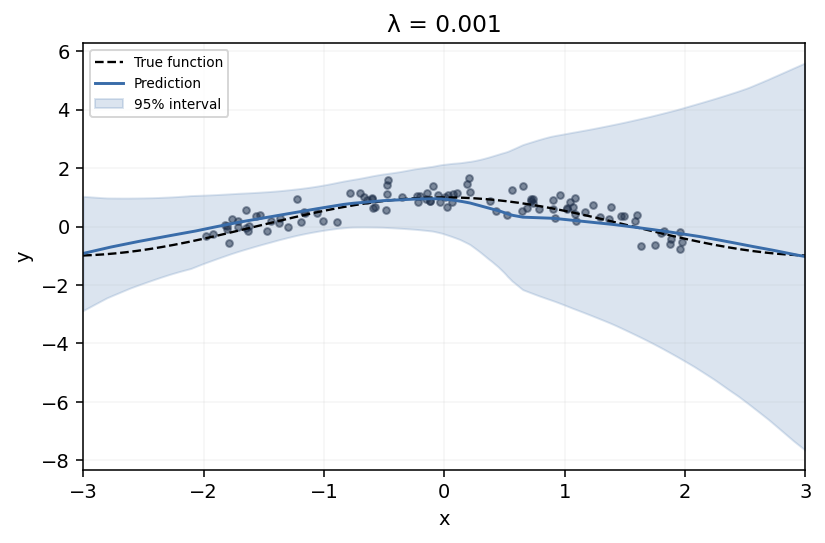 λ = 0.001
True function
Prediction
95% interval
y
6
4
2
0
−2
−4
−6
−8
−3
−2
−1
0
1
2
3
x